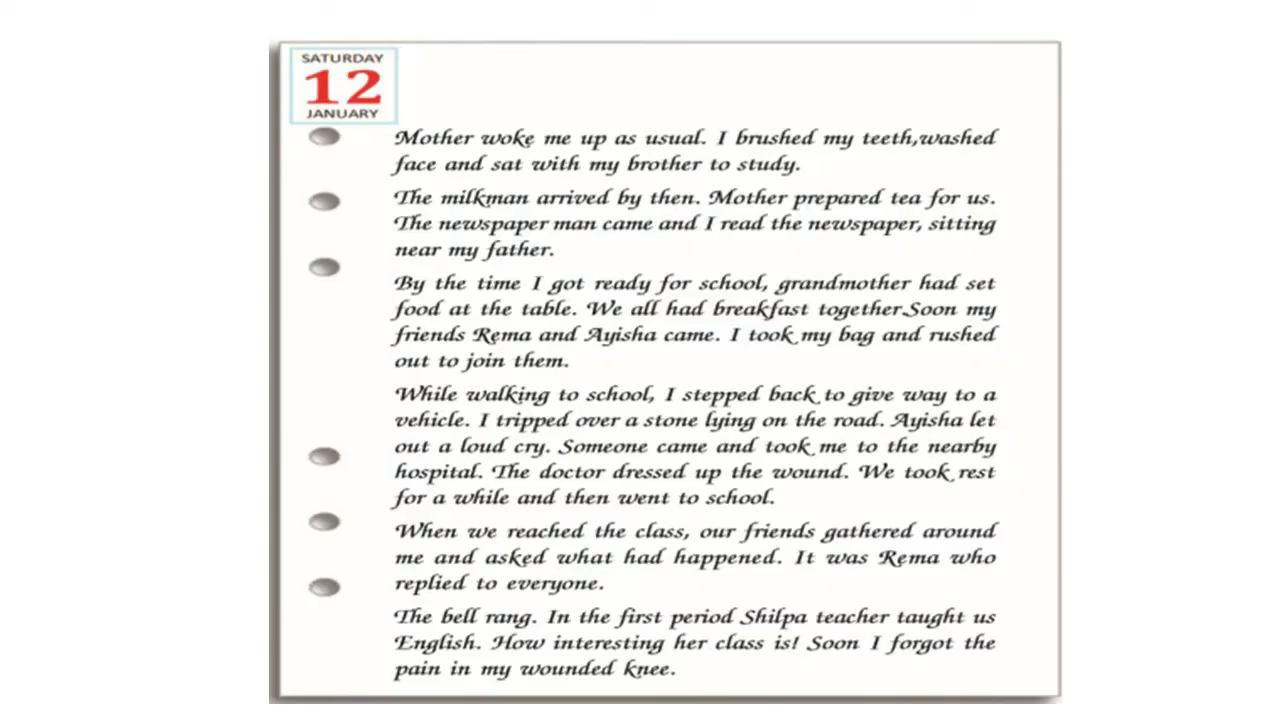 SATURDAY
12
JANUARY
Mother woke me up as usual. I brushed my teeth,washed
face and sat with my brother to study.
The milkman arrived by then. Mother prepared tea for us.
The newspaper man came and I read the newspaper, sitting
near my father.
By the time I got ready for school, grandmother had set
food at the table. We all had breakfast together.Soon my
friends Rema and Ayisha came. I took my bag and rushed
out to join them.
While walking to school, I stepped back to give way to a
vehicle. I tripped over a stone lying on the road. Ayisha let
out a loud cry. Someone came and took me to the nearby
hospital. The doctor dressed up the wound. We took rest
for a while and then went to school.
When we reached the class, our friends gathered around
me and asked what had happened. It was Rema who
replied to everyone.
The bell rang. In the first period Shilpa teacher taught us
English. How interesting her class is! Soon I forgot the
pain in my wounded knee.